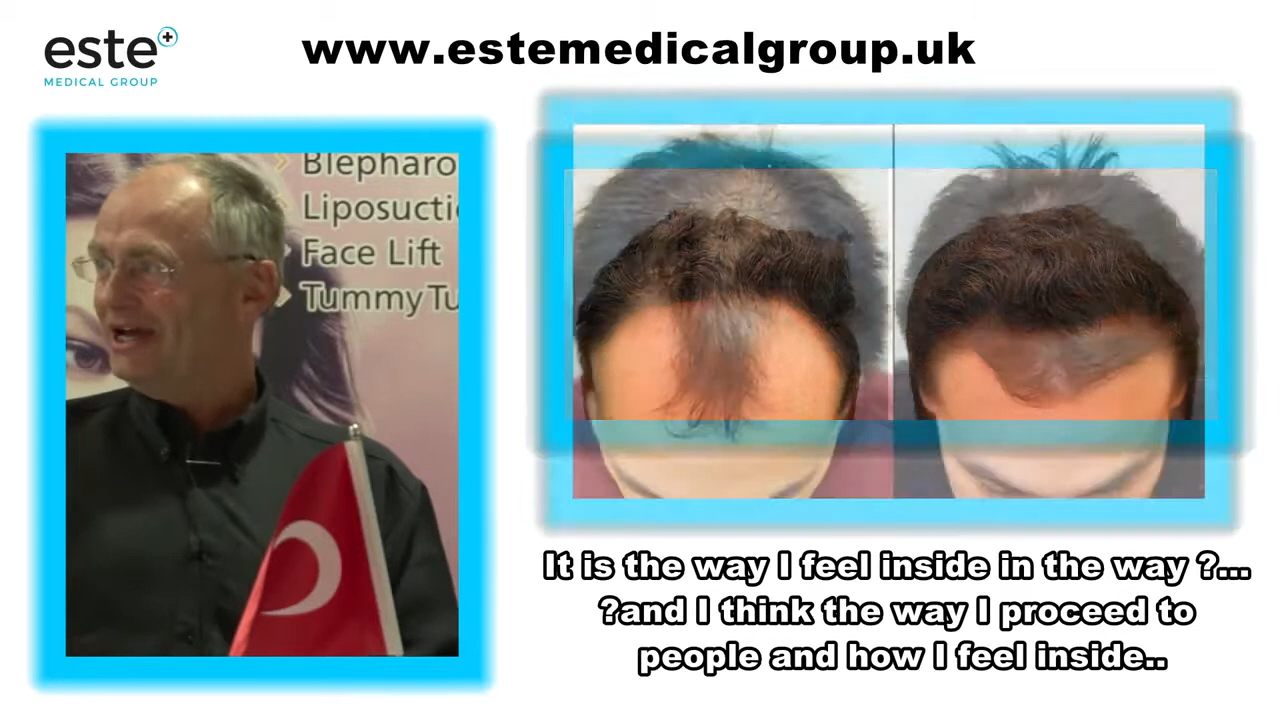 este+
MEDICAL GROUP
www.estemedicalgroup.uk
Blepharo
Liposucti
Face Lift
Tummy Tu
It is the way I feel inside in the way ?...
?and I think the way I proceed to
people and how I feel inside..